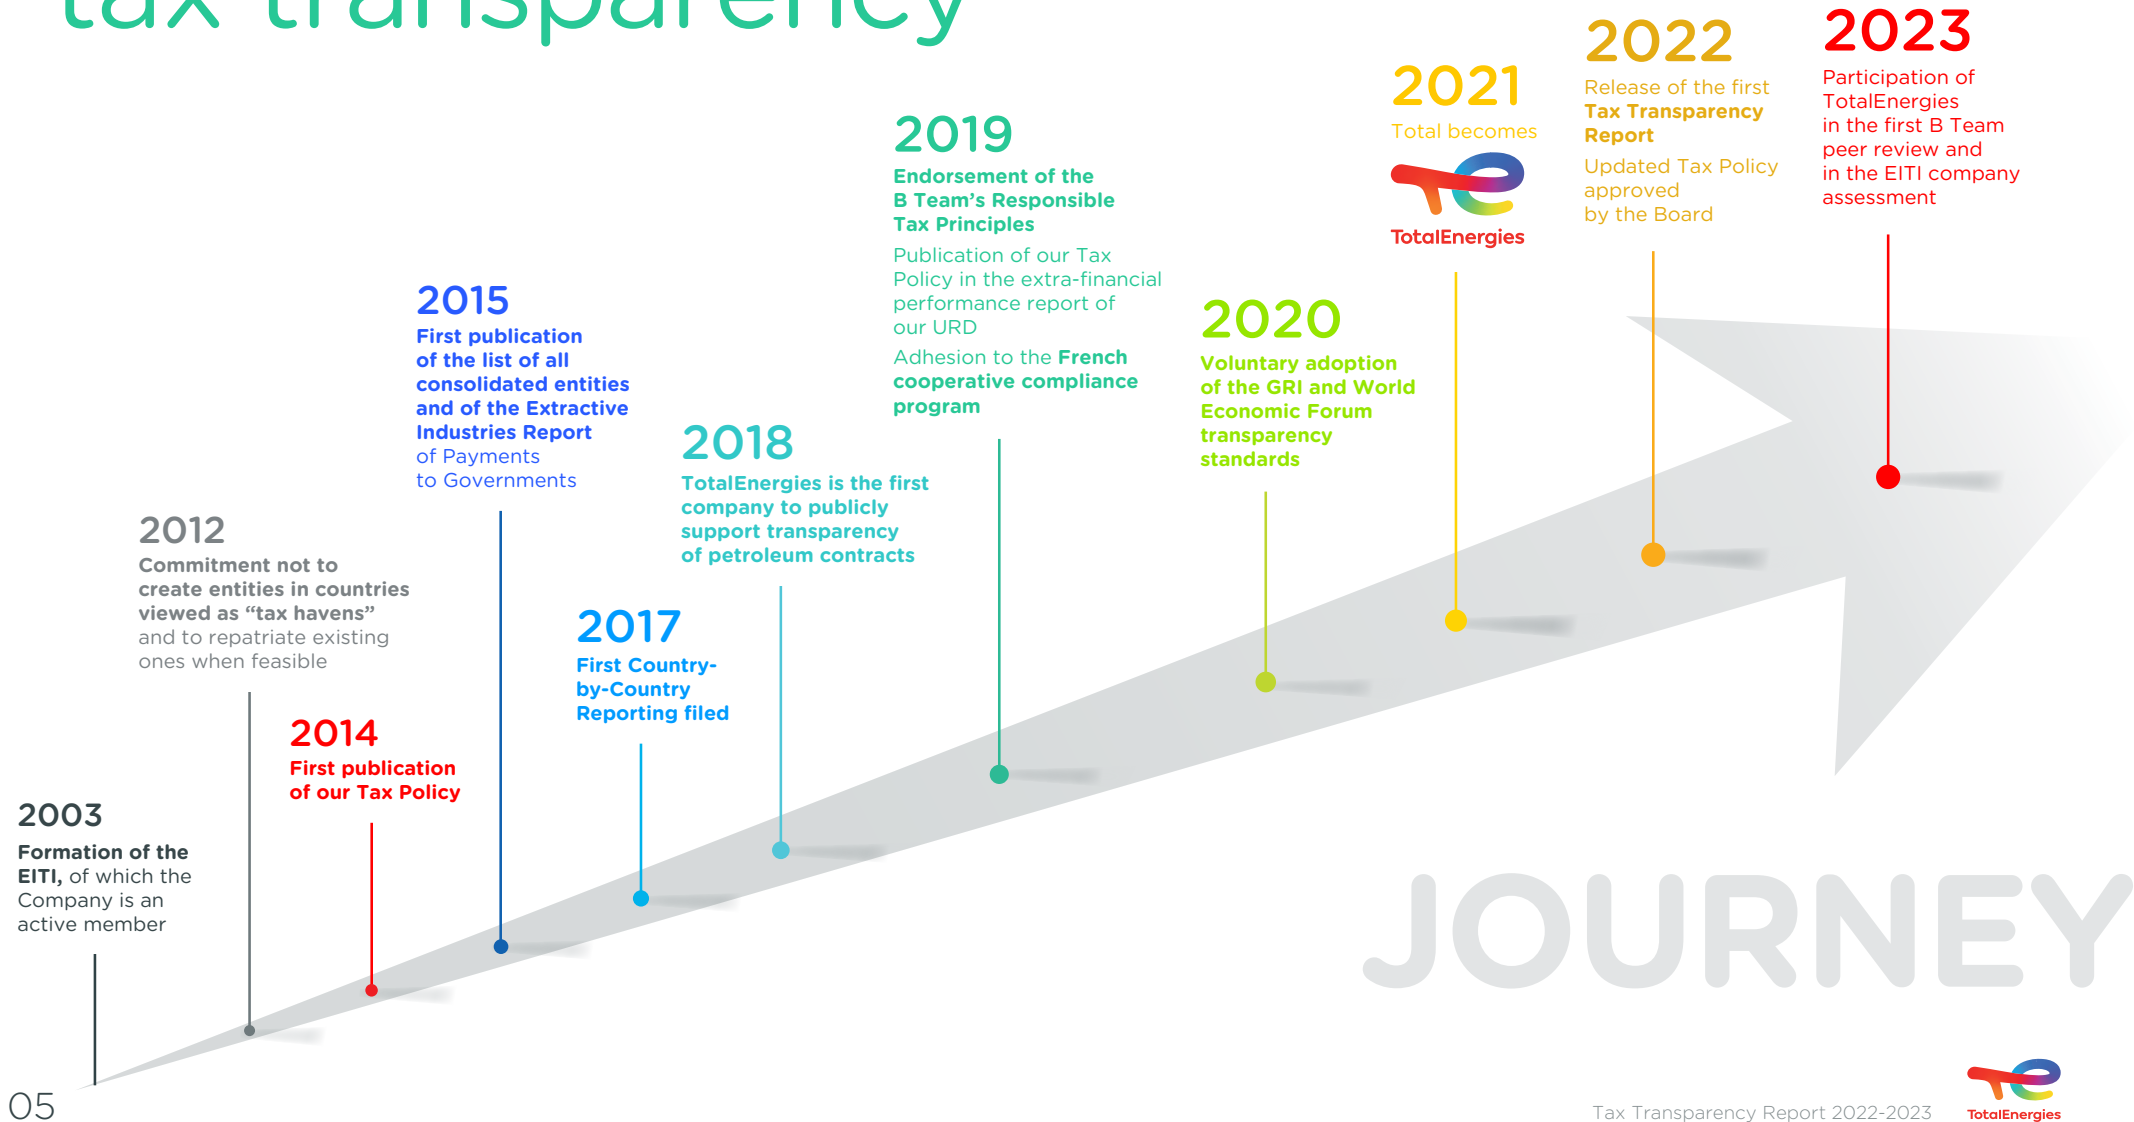 tax transparency
2003
Formation of the
EITI, of which the
Company is an
active member
2012
Commitment not to
create entities in countries
viewed as “tax havens”
and to repatriate existing
ones when feasible
2014
First publication
of our Tax Policy
2015
First publication
of the list of all
consolidated entities
and of the Extractive
Industries Report
of Payments
to Governments
2017
First Country-
by-Country
Reporting filed
2018
TotalEnergies is the first
company to publicly
support transparency
of petroleum contracts
2019
Endorsement of the
B Team’s Responsible
Tax Principles
Publication of our Tax
Policy in the extra-financial
performance report of
our URD
Adhesion to the French
cooperative compliance
program
2020
Voluntary adoption
of the GRI and World
Economic Forum
transparency
standards
2021
Total becomes
TotalEnergies
2022
Release of the first
Tax Transparency
Report
Updated Tax Policy
approved
by the Board
2023
Participation of
TotalEnergies
in the first B Team
peer review and
in the EITI company
assessment
JOURNEY
05
Tax Transparency Report 2022-2023
TotalEnergies